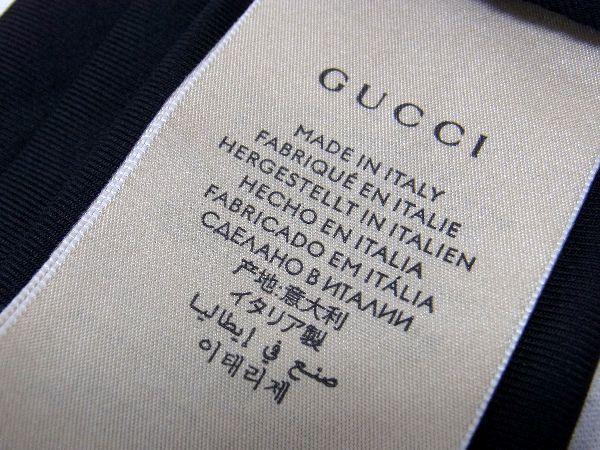 GUCCI
MADE IN ITALY
FABRIQUÉ EN ITALIE
HERGESTELLT IN ITALIEN
HECHO EN ITALIA
FABRICADO EM ITÁLIA
СДЕЛАНО В ИТАЛИИ
产地:意大利
イタリア製
صنع في إيطاليا
이태리제